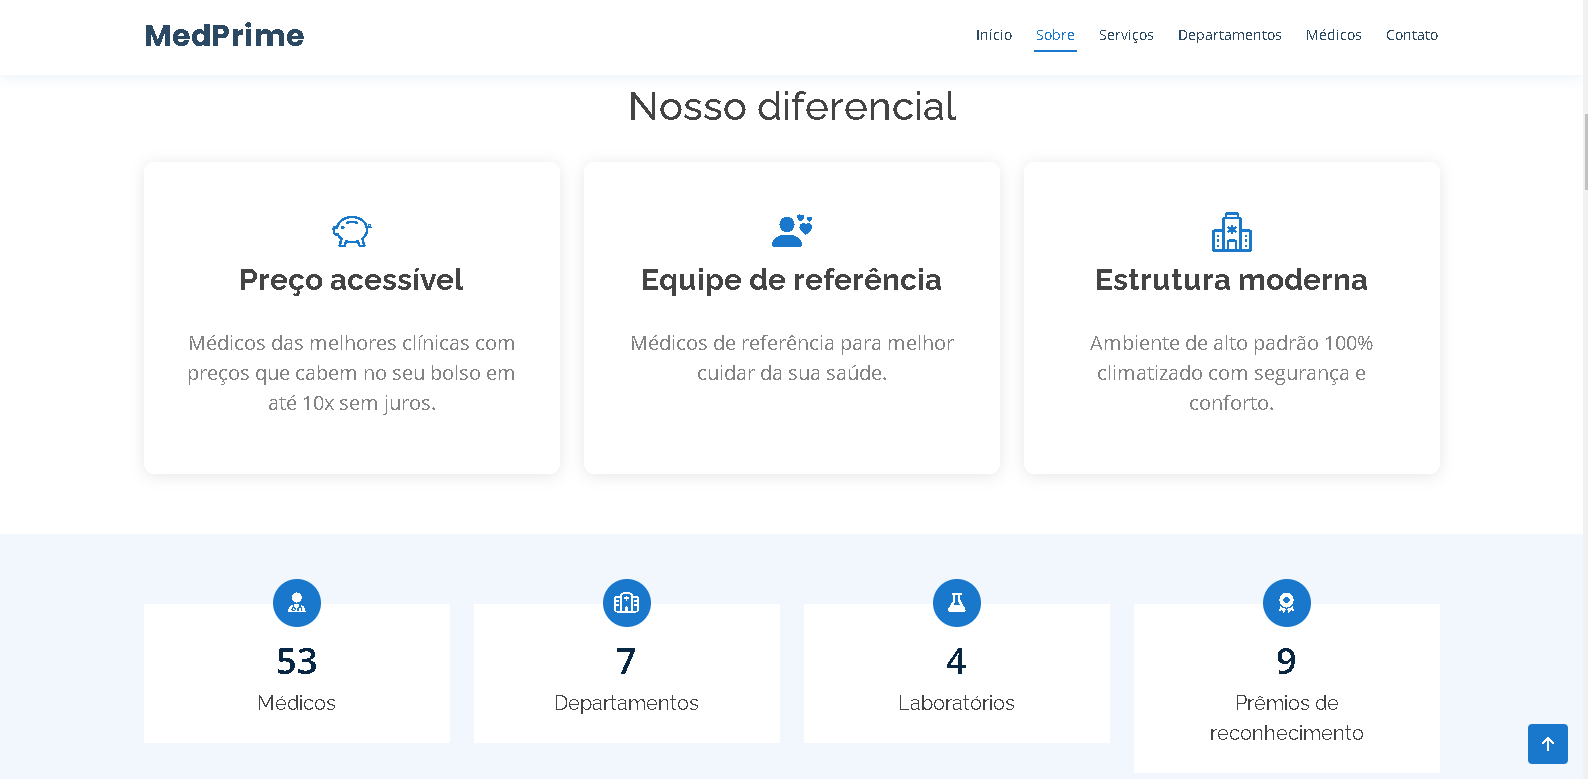 MedPrime
Início Sobre Serviços Departamentos Médicos Contato
Nosso diferencial
Preço acessível
Médicos das melhores clínicas com
preços que cabem no seu bolso em
até 10x sem juros.
Equipe de referência
Médicos de referência para melhor
cuidar da sua saúde.
Estrutura moderna
Ambiente de alto padrão 100%
climatizado com segurança e
conforto.
53
Médicos
7
Departamentos
4
Laboratórios
9
Prêmios de
reconhecimento